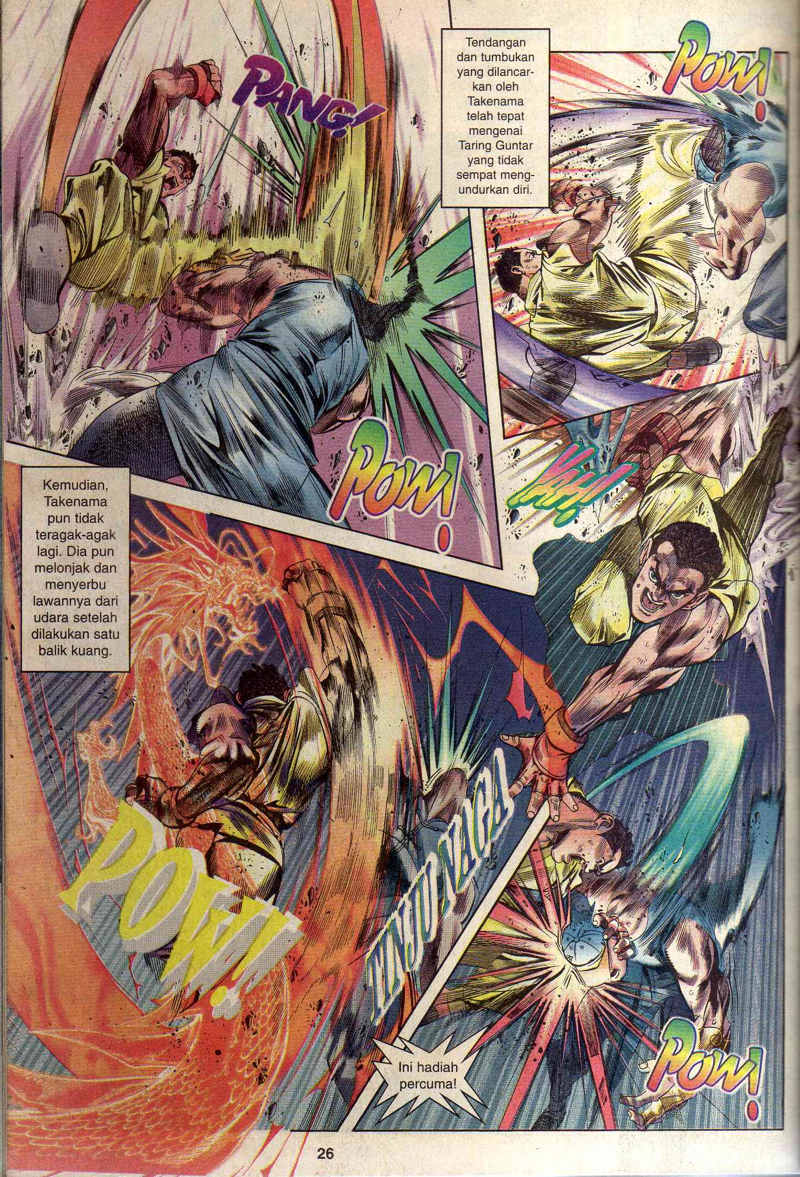 PANG!
Tendangan
dan tumbukan
yang dilancar-
kan oleh
Takenama
telah tepat
mengenai
Taring Guntar
yang tidak
sempat meng-
undurkan diri.
POW!
POW!
YAH!
Kemudian,
Takenama
pun tidak
teragak-agak
lagi. Dia pun
melonjak dan
menyerbu
lawannya dari
udara setelah
dilakukan satu
balik kuang.
POW!
TINJU NAGA
Ini hadiah
percuma!
POW!
26